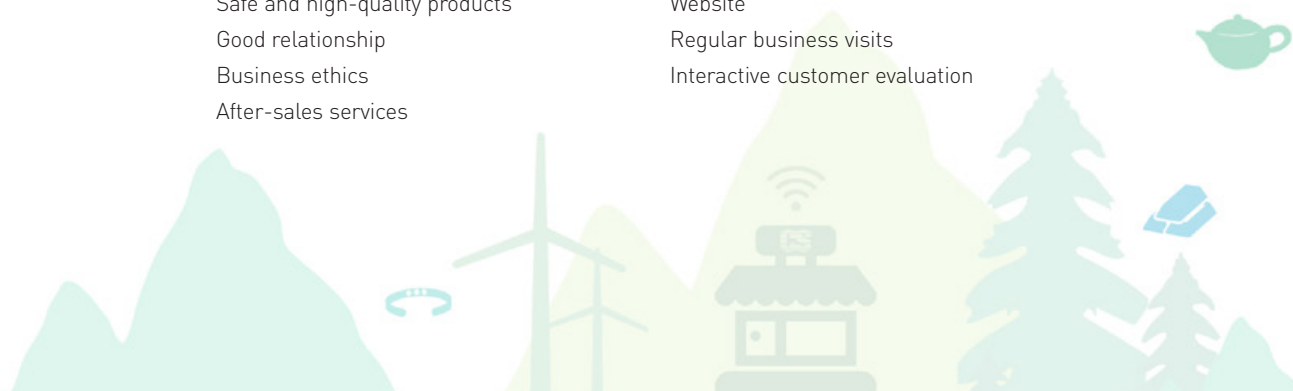 Safe and high-quality products
Good relationship
Business ethics
After-sales services
Website
Regular business visits
Interactive customer evaluation
CS